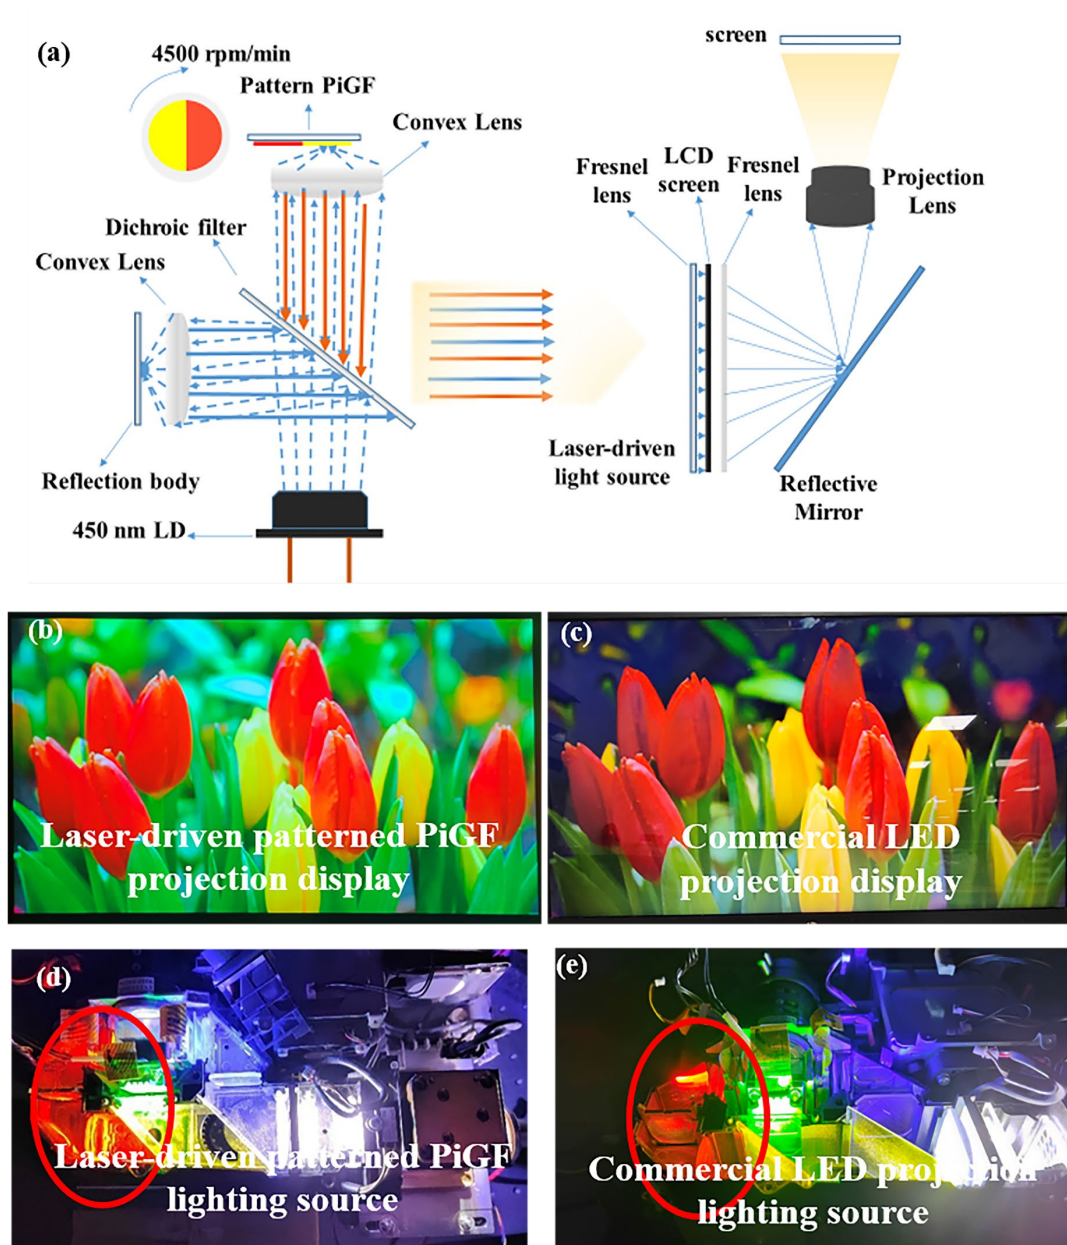 (a)
4500 rpm/min
Pattern PiGF
Convex Lens
Dichroic filter
Convex Lens
Reflection body
450 nm LD
screen
Fresnel
lens
LCD
screen
Fresnel
lens
Projection
Lens
Laser-driven
light source
Reflective
Mirror
(b)
Laser-driven patterned PiGF
projection display
(c)
Commercial LED
projection display
(d)
Laser-driven patterned PiGF
lighting source
(e)
Commercial LED projection
lighting source